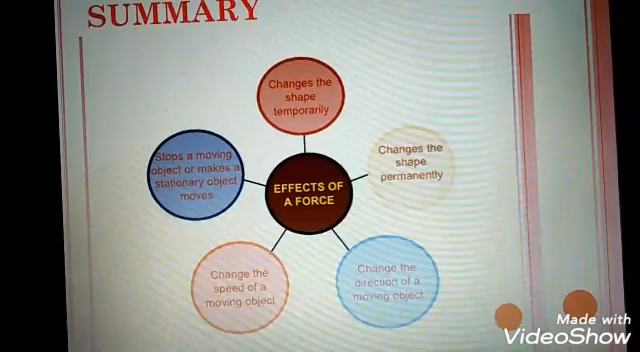 SUMMARY
Changes the
shape
temporarily
Stops a moving
object or makes a
stationary object
moves
Changes the
shape
permanently
EFFECTS OF
A FORCE
Change the
speed of a
moving object
Change the
direction of a
moving object
Made with
VideoShow